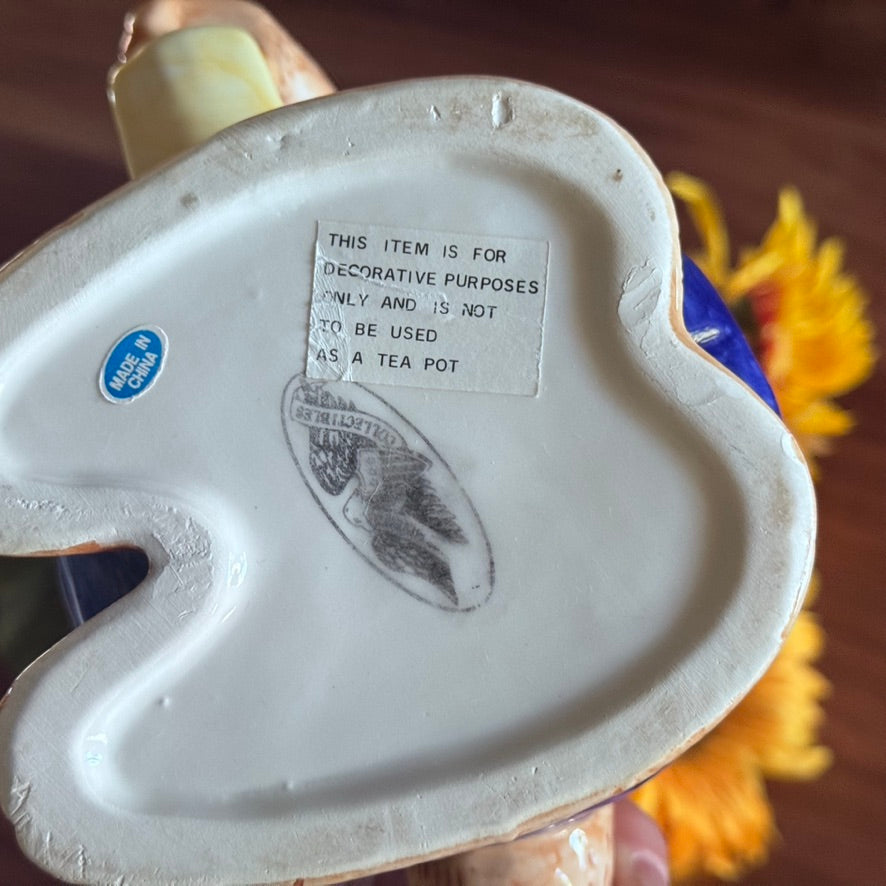 THIS ITEM IS FOR
DECORATIVE PURPOSES
ONLY AND IS NOT
TO BE USED
AS A TEA POT
MADE IN
CHINA
COLLECTIBLES